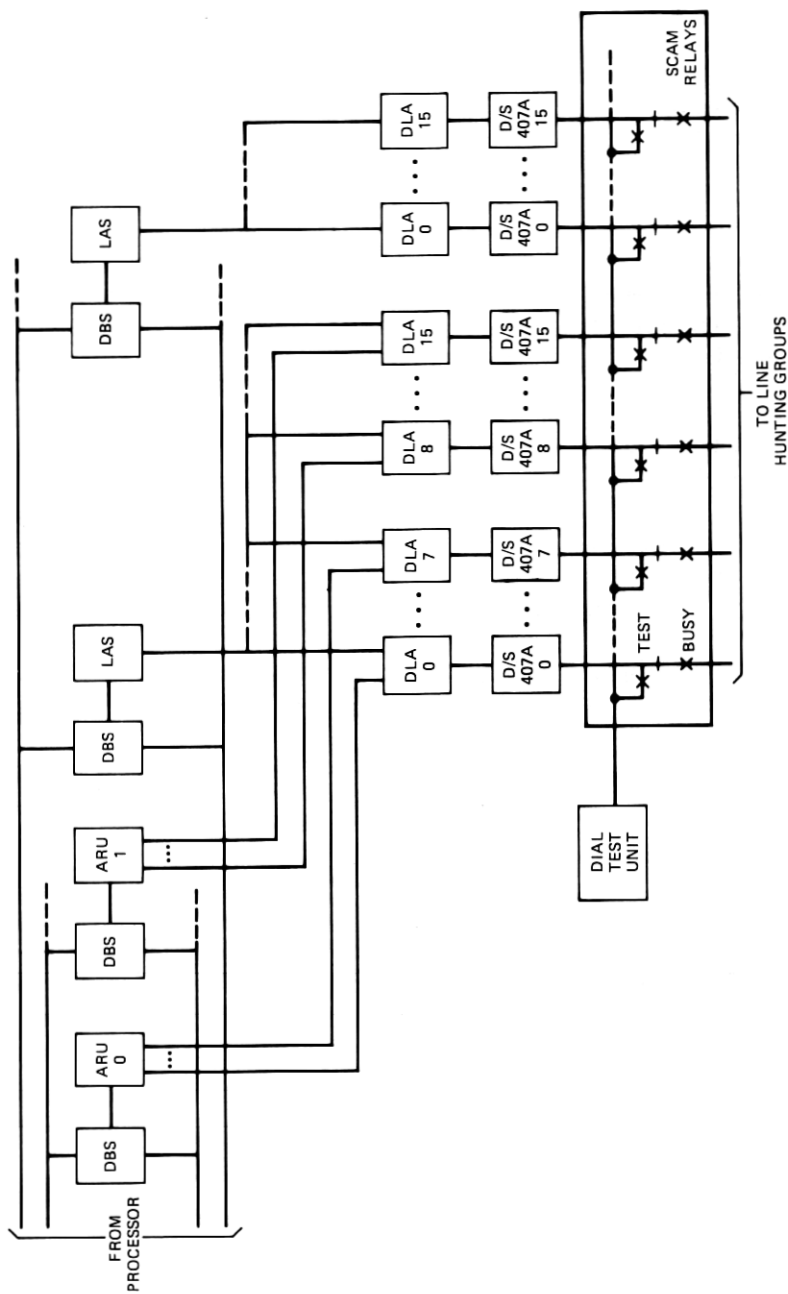 FROM
PROCESSOR
DBS
ARU
0
DBS
ARU
1
DBS
LAS
DBS
LAS
DLA
0
DLA
7
DLA
8
DLA
15
DLA
0
DLA
15
D/S
407A
0
D/S
407A
7
D/S
407A
8
D/S
407A
15
D/S
407A
0
D/S
407A
15
DIAL
TEST
UNIT
TEST
BUSY
SCAM
RELAYS
TO LINE
HUNTING GROUPS